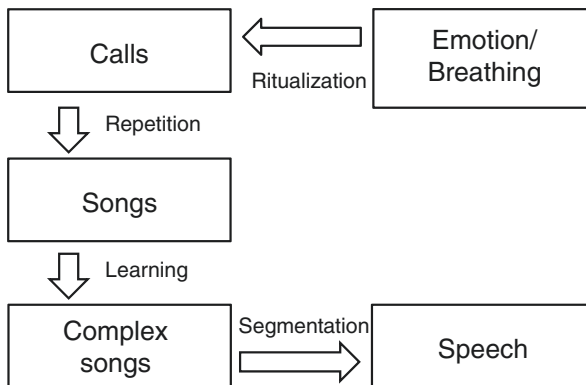 Calls
Emotion/
Breathing
Ritualization
Repetition
Songs
Learning
Complex
songs
Segmentation
Speech